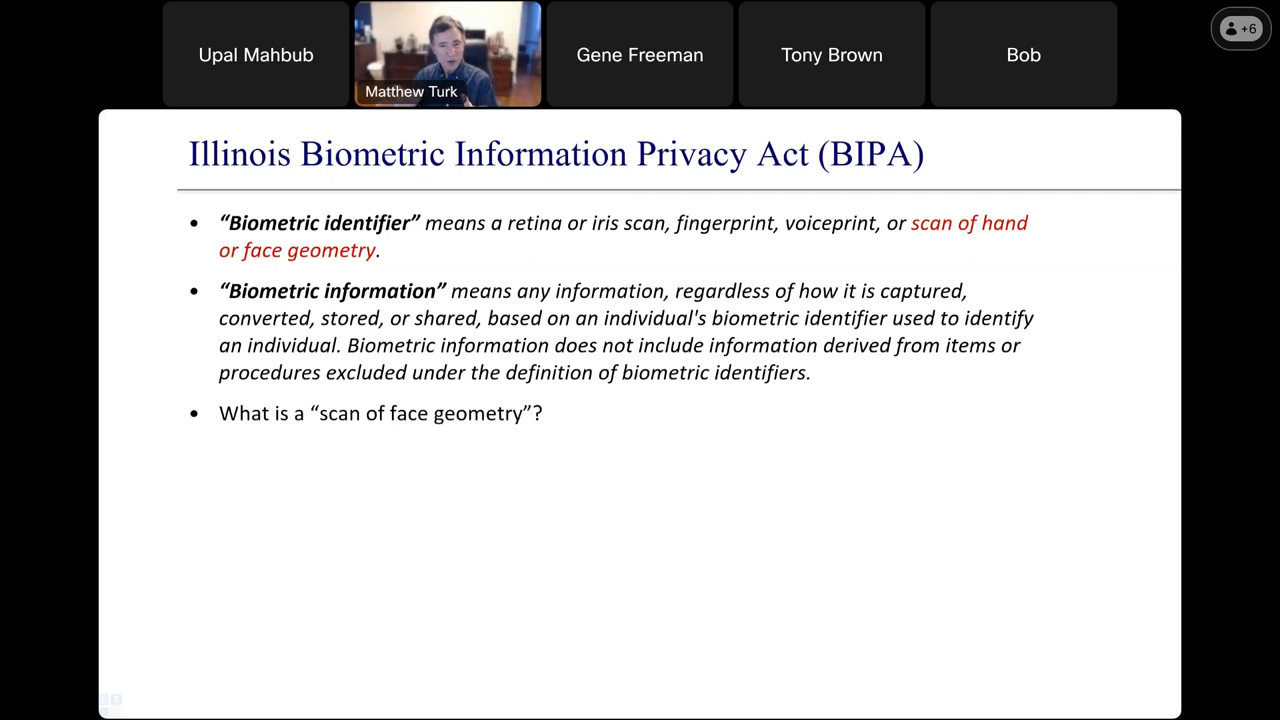 Upal Mahbub
Matthew Turk
Gene Freeman
Tony Brown
Bob
+6
Illinois Biometric Information Privacy Act (BIPA)
• “Biometric identifier” means a retina or iris scan, fingerprint, voiceprint, or scan of hand
or face geometry.
• “Biometric information” means any information, regardless of how it is captured,
converted, stored, or shared, based on an individual's biometric identifier used to identify
an individual. Biometric information does not include information derived from items or
procedures excluded under the definition of biometric identifiers.
• What is a “scan of face geometry”?